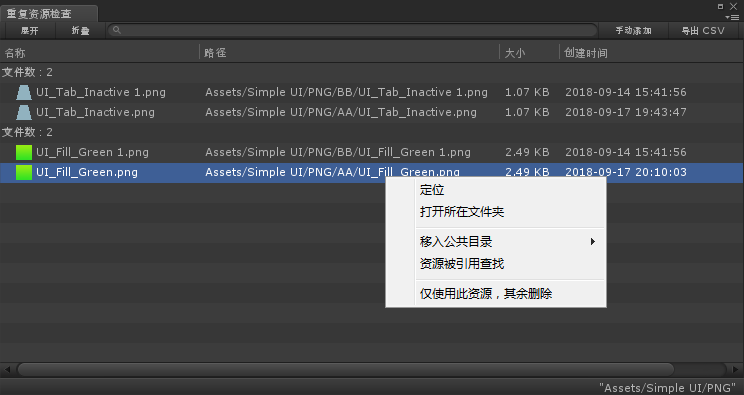 重复资源检查
展开 折叠 手动添加 导出 CSV
名称 路径 大小 创建时间
文件数：2
UI_Tab_Inactive 1.png Assets/Simple UI/PNG/BB/UI_Tab_Inactive 1.png 1.07 KB 2018-09-14 15:41:56
UI_Tab_Inactive.png Assets/Simple UI/PNG/AA/UI_Tab_Inactive.png 1.07 KB 2018-09-17 19:43:47
文件数：2
UI_Fill_Green 1.png Assets/Simple UI/PNG/BB/UI_Fill_Green 1.png 2.49 KB 2018-09-14 15:41:56
UI_Fill_Green.png Assets/Simple UI/PNG/AA/UI_Fill_Green.png 2.49 KB 2018-09-17 20:10:03
定位
打开所在文件夹
移入公共目录
资源被引用查找
仅使用此资源，其余删除
"Assets/Simple UI/PNG"